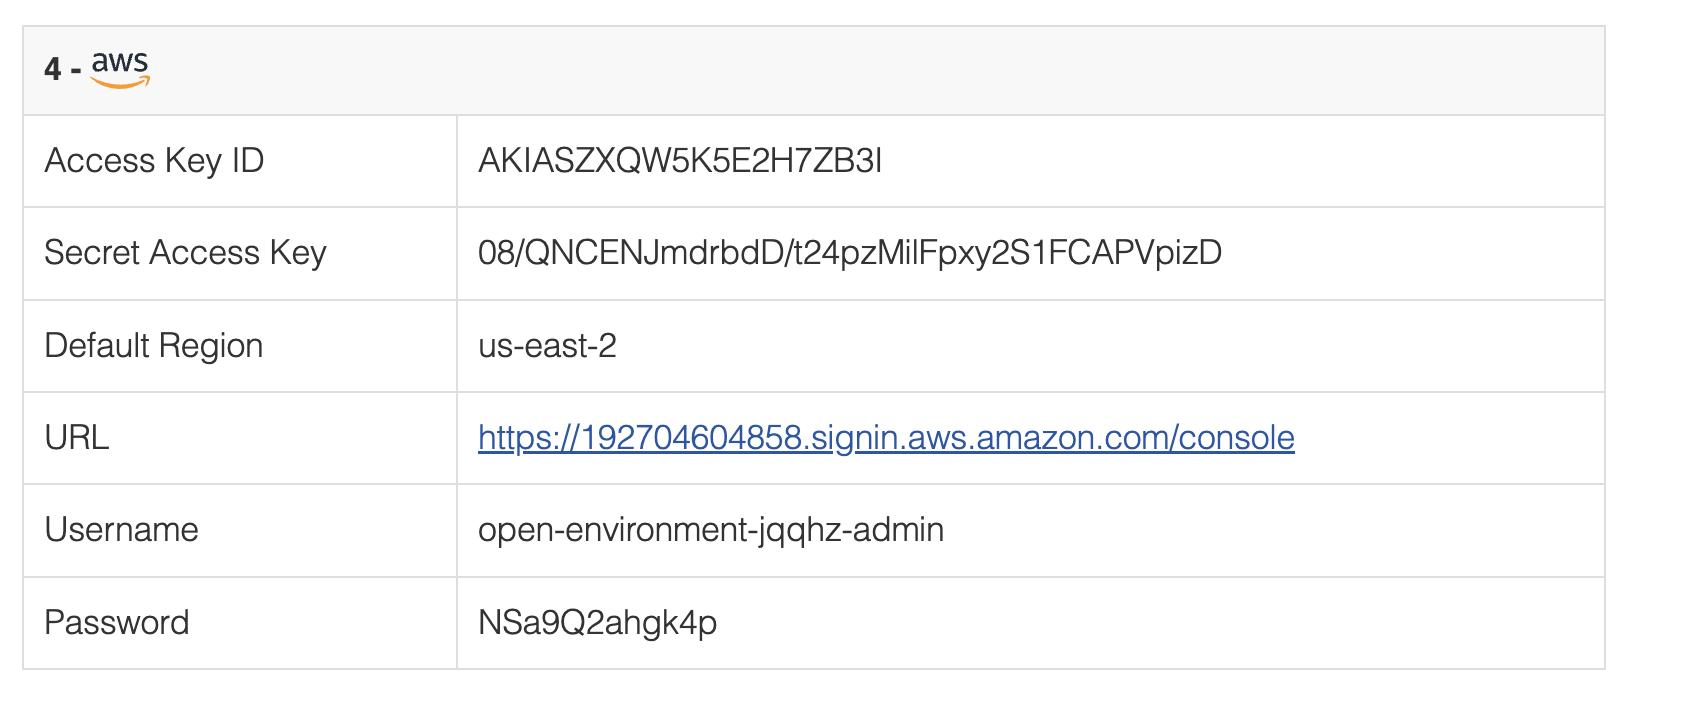 4 - aws
Access Key ID AKIASZXQW5K5E2H7ZB3I
Secret Access Key 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
Default Region us-east-2
URL https://192704604858.signin.aws.amazon.com/console
Username open-environment-jqqhz-admin
Password NSa9Q2ahgk4p